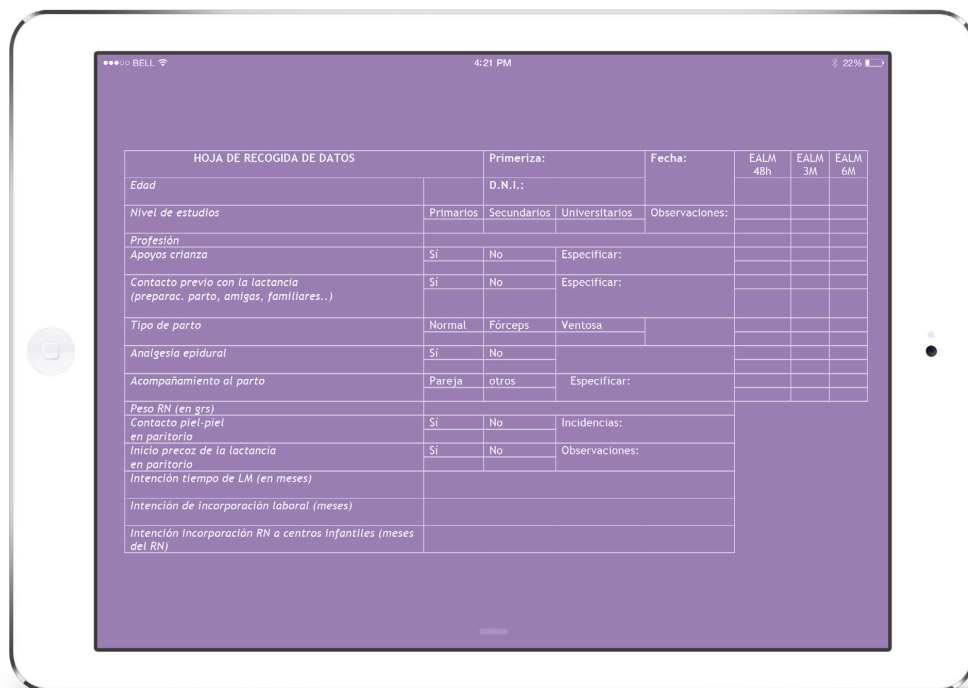 BELL
4:21 PM
22%
HOJA DE RECOGIDA DE DATOS
Primeriza:
Fecha:
EALM
48h
EALM
3M
EALM
6M
Edad
D.N.I.:
Nivel de estudios
Primarios
Secundarios
Universitarios
Observaciones:
Profesión
Apoyos crianza
Sí
No
Especificar:
Contacto previo con la lactancia
(preparac. parto, amigas, familiares..)
Sí
No
Especificar:
Tipo de parto
Normal
Fórceps
Ventosa
Analgesia epidural
Sí
No
Acompañamiento al parto
Pareja
otros
Especificar:
Peso RN (en grs)
Contacto piel-piel
en paritorio
Sí
No
Incidencias:
Inicio precoz de la lactancia
en paritorio
Sí
No
Observaciones:
Intención tiempo de LM (en meses)
Intención de incorporación laboral (meses)
Intención incorporación RN a centros infantiles (meses
del RN)